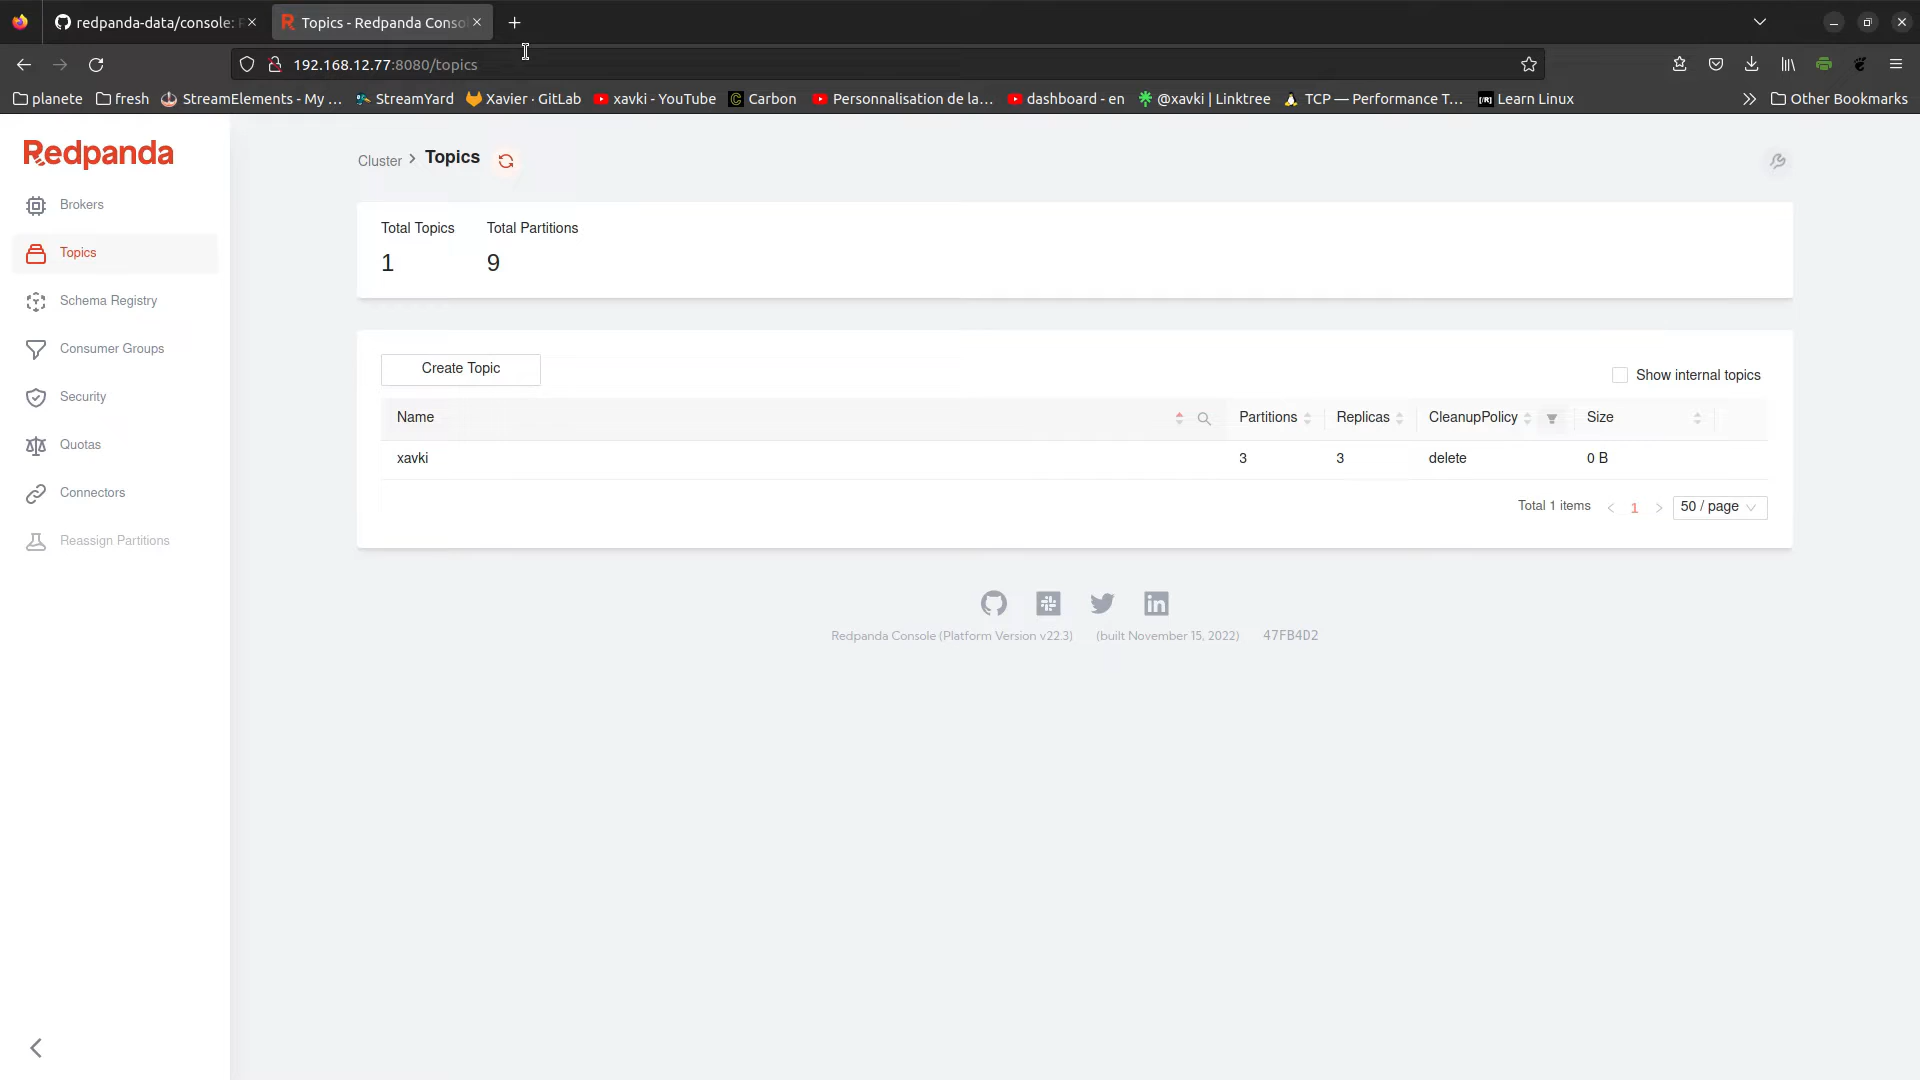 redpanda-data/console:
Topics - Redpanda Conso
192.168.12.77:8080/topics
planete
fresh
StreamElements - My ...
StreamYard
Xavier · GitLab
xavki - YouTube
Carbon
Personnalisation de la...
dashboard - en
@xavki | Linktree
TCP — Performance T...
Learn Linux
Other Bookmarks
Redpanda
Brokers
Topics
Schema Registry
Consumer Groups
Security
Quotas
Connectors
Reassign Partitions
Cluster > Topics
Total Topics Total Partitions
1 9
Create Topic
Show internal topics
Name Partitions Replicas CleanupPolicy Size
xavki 3 3 delete 0 B
Total 1 items < 1 > 50 / page
Redpanda Console (Platform Version v22.3) (built November 15, 2022) 47FB4D2